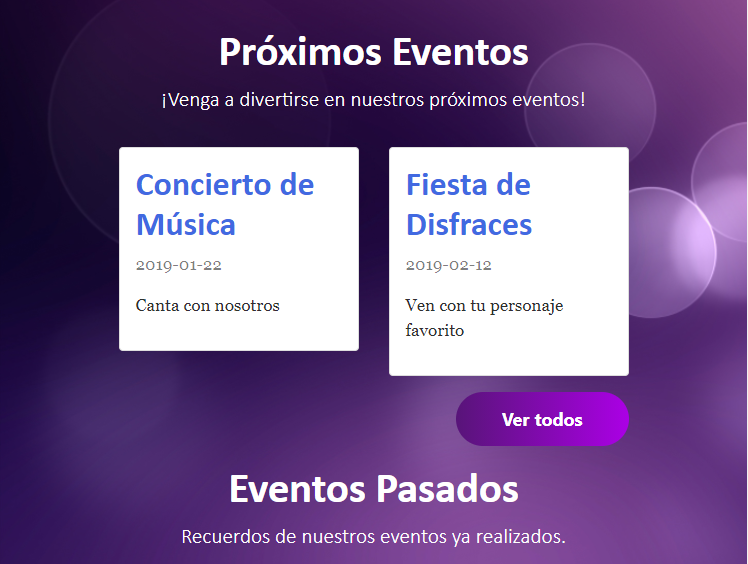 Próximos Eventos
¡Venga a divertirse en nuestros próximos eventos!
Concierto de
Música
2019-01-22
Canta con nosotros
Fiesta de
Disfraces
2019-02-12
Ven con tu personaje
favorito
Ver todos
Eventos Pasados
Recuerdos de nuestros eventos ya realizados.